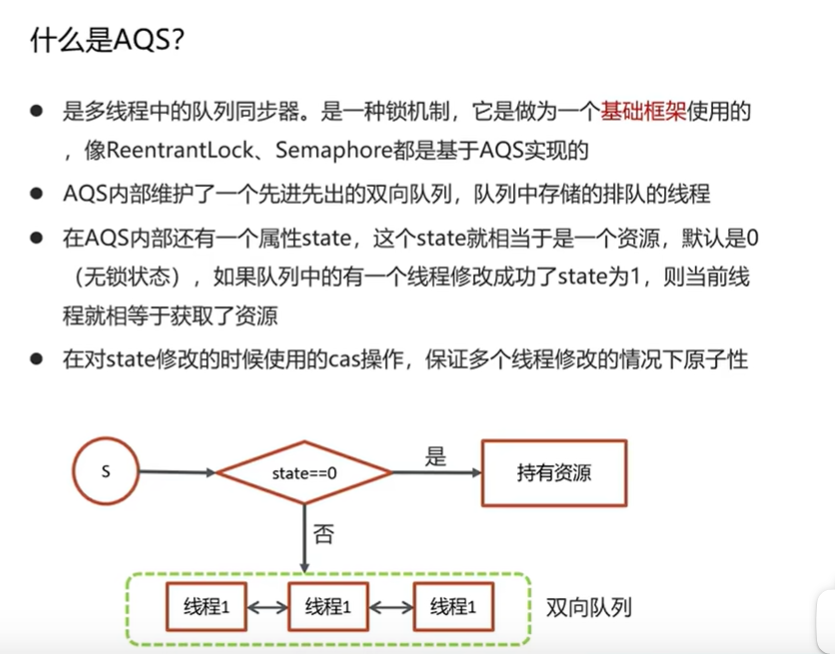 什么是AQS?
● 是多线程中的队列同步器。是一种锁机制，它是做为一个基础框架使用的
，像ReentrantLock、Semaphore都是基于AQS实现的
● AQS内部维护了一个先进先出的双向队列，队列中存储的排队的线程
● 在AQS内部还有一个属性state，这个state就相当于是一个资源，默认是0
（无锁状态），如果队列中的有一个线程修改成功了state为1，则当前线
程就相等于获取了资源
● 在对state修改的时候使用的cas操作，保证多个线程修改的情况下原子性
S
state==0
是
持有资源
否
线程1
线程1
线程1
双向队列